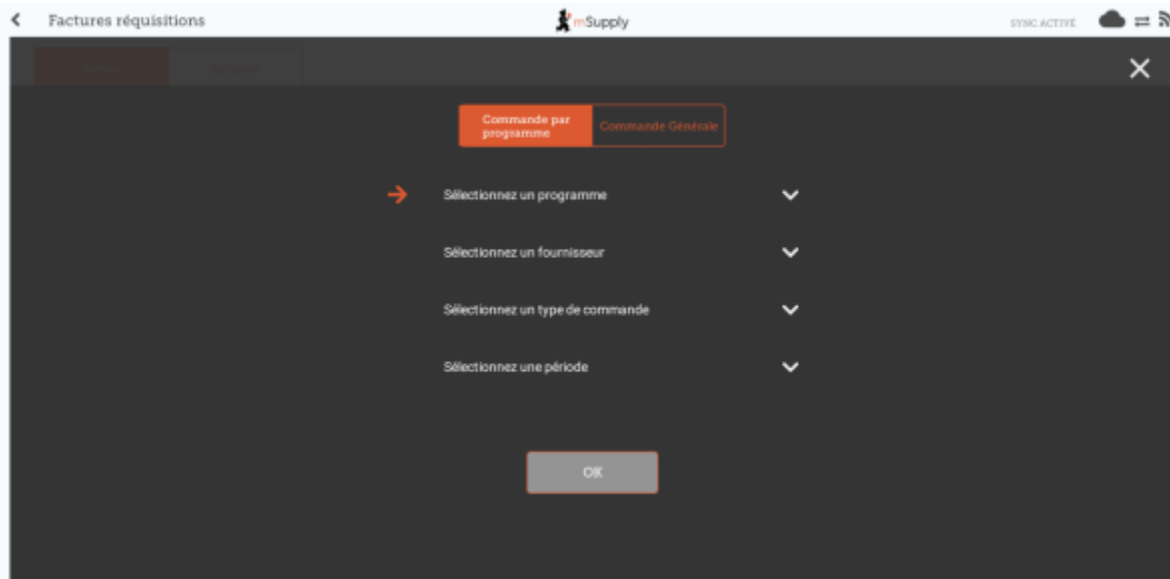 Factures réquisitions
mSupply
SYNC ACTIVÉ
Commande par
programme
Commande Générale
Sélectionnez un programme
Sélectionnez un fournisseur
Sélectionnez un type de commande
Sélectionnez une période
OK